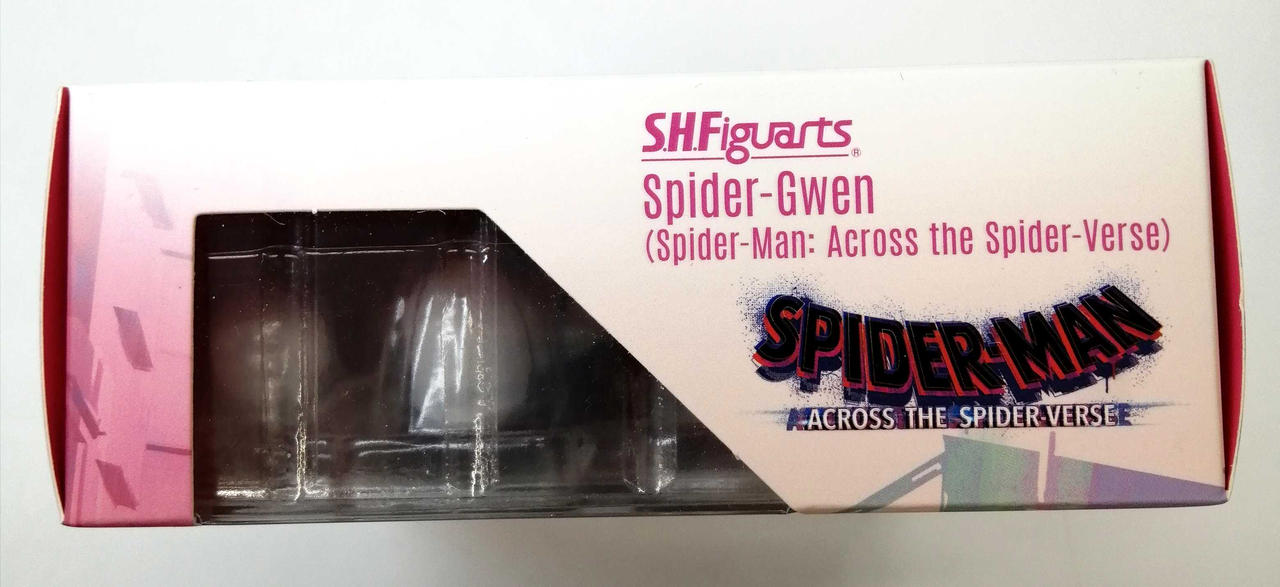 S.H.Figuarts®
Spider-Gwen
(Spider-Man: Across the Spider-Verse)
SPIDER-MAN
ACROSS THE SPIDER-VERSE